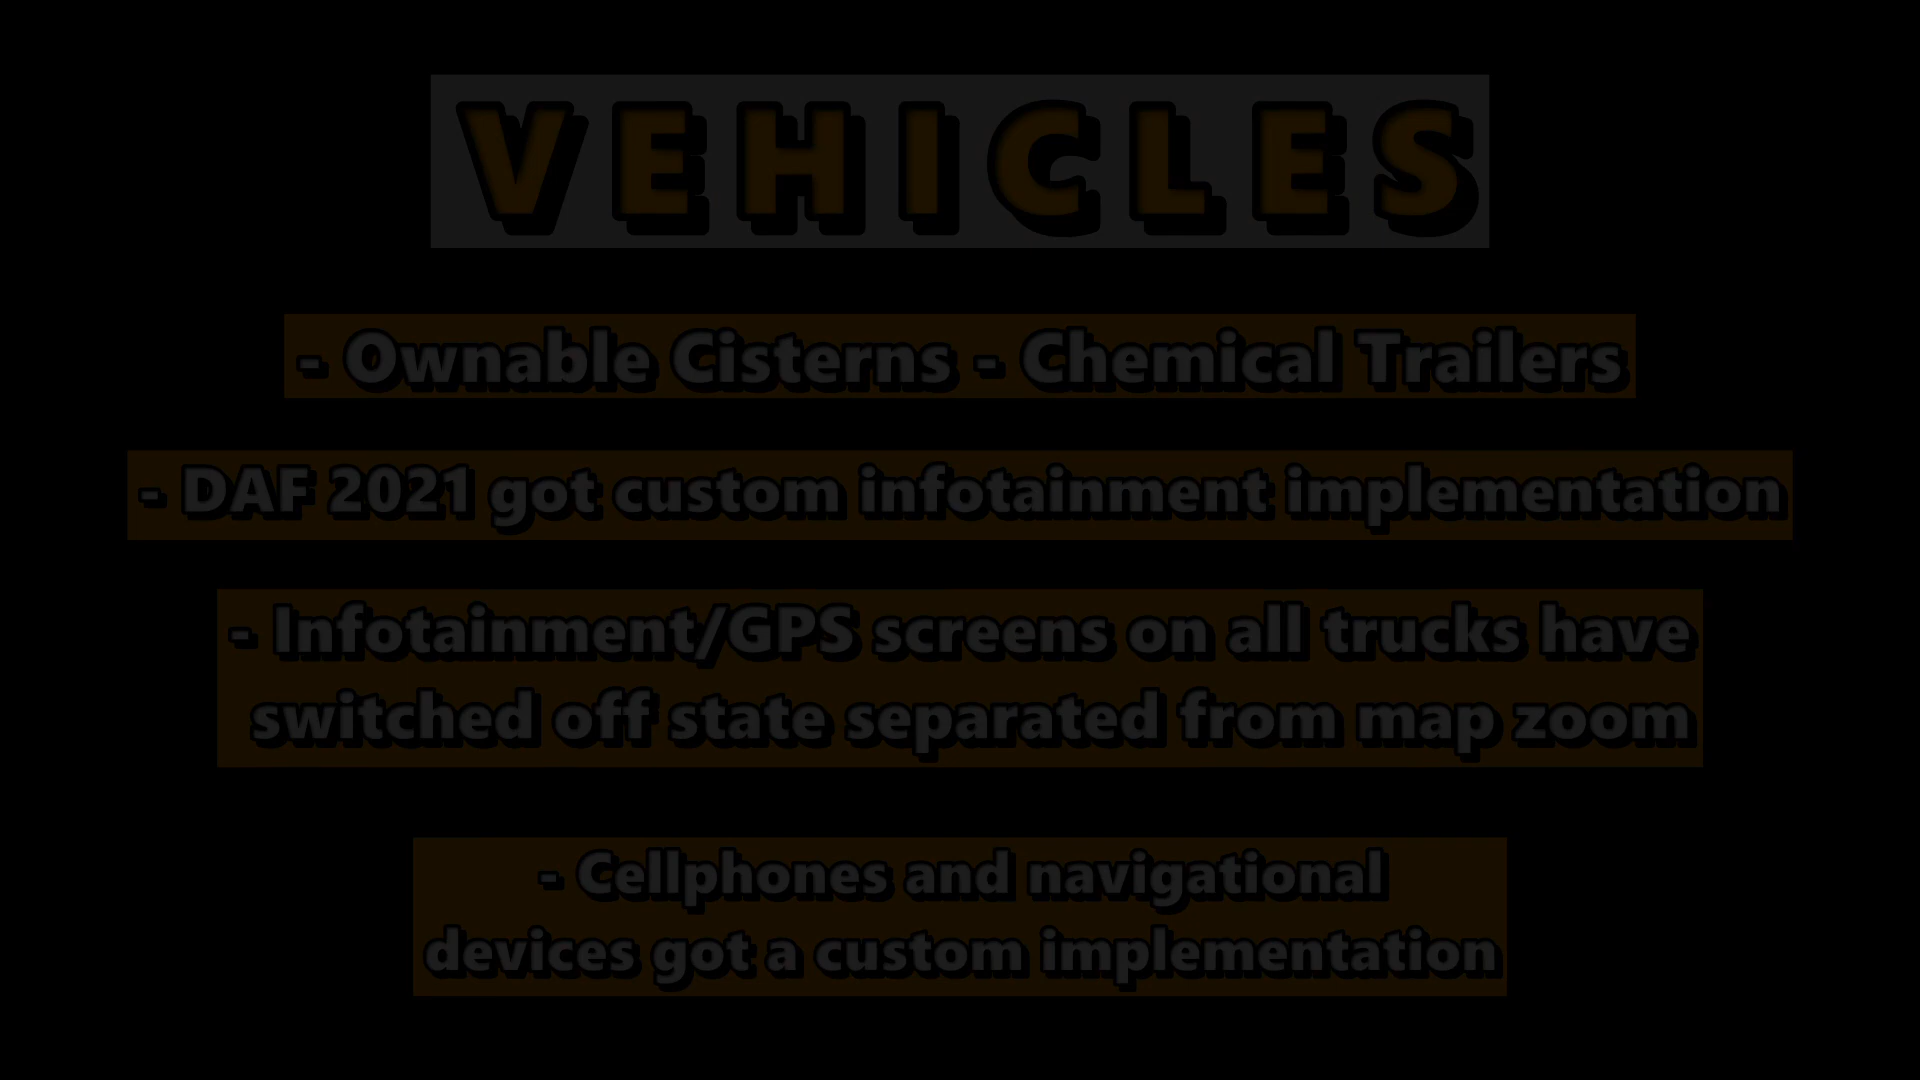 VEHICLES
- Ownable Cisterns - Chemical Trailers
- DAF 2021 got custom infotainment implementation
- Infotainment/GPS screens on all trucks have
switched off state separated from map zoom
- Cellphones and navigational
devices got a custom implementation